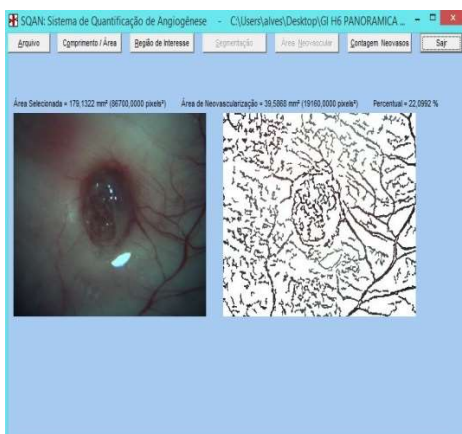 SQAN: Sistema de Quantificação de Angiogênese - C:\Users\alves\Desktop\GI H6 PANORAMICA ...
Arquivo Comprimento / Área Região de Interesse Segmentação Área Neovascular Contagem Neovasos Sair
Área Selecionada = 179,1322 mm² (86700,0000 pixels²) Área de Neovascularização = 39,5868 mm² (19160,0000 pixels²) Percentual = 22,0992 %